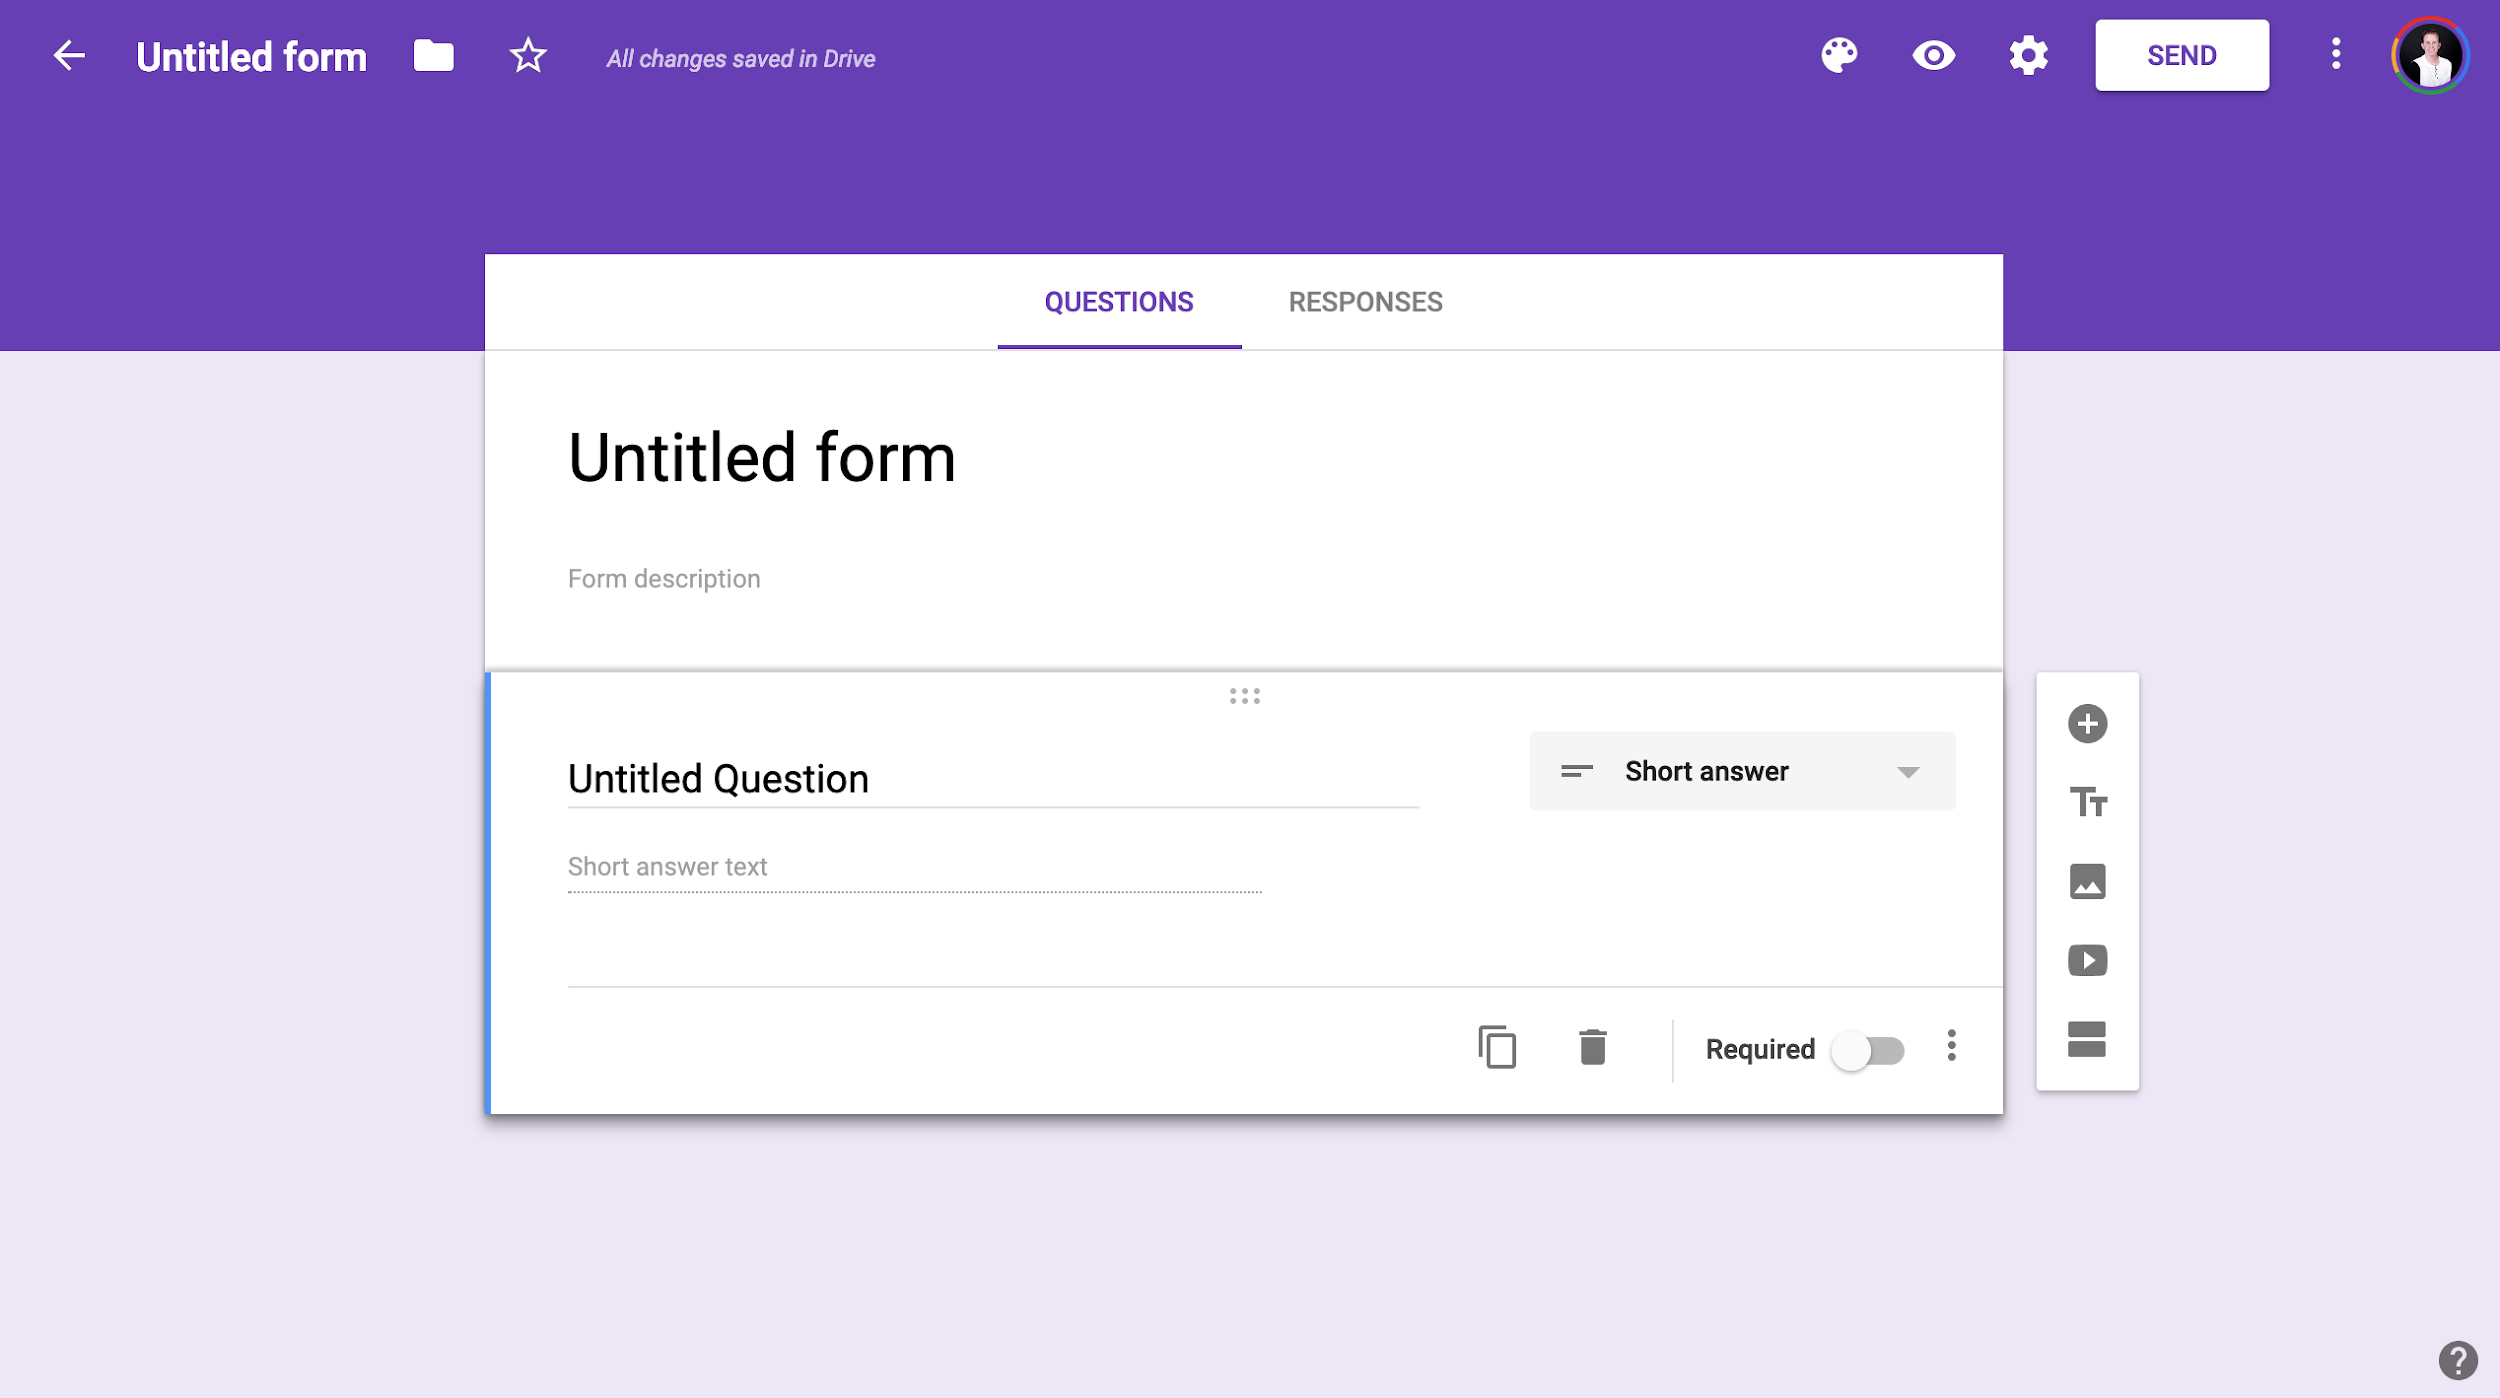 Untitled form
All changes saved in Drive
SEND
QUESTIONS
RESPONSES
Untitled form
Form description
Untitled Question
Short answer
Short answer text
Required